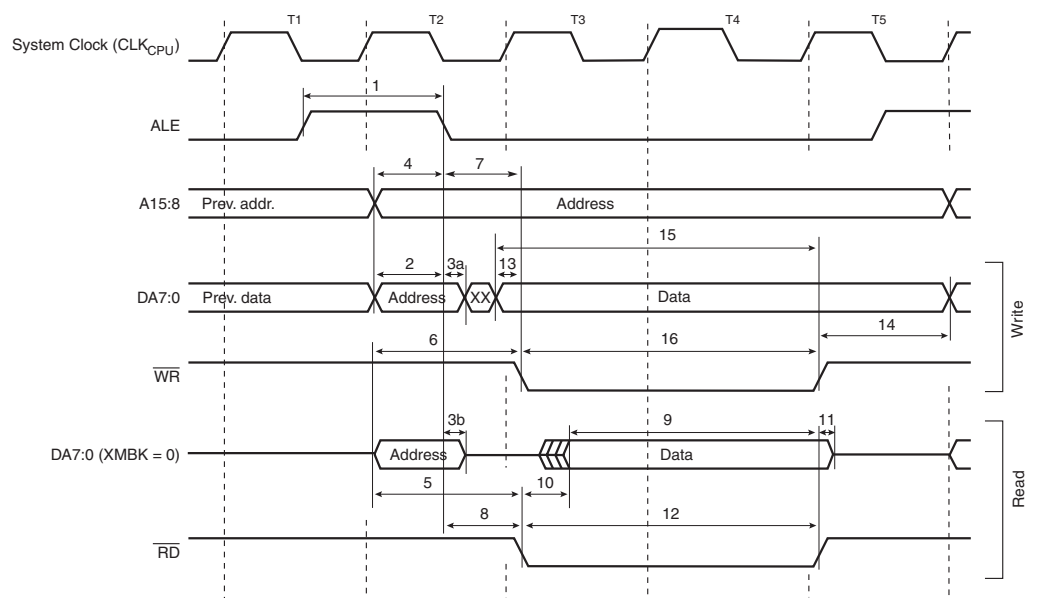 T1 T2 T3 T4 T5
System Clock (CLKCPU)
1
ALE
4 7
A15:8 Prev. addr. Address
15
2 3a 13
DA7:0 Prev. data Address XX Data
14
6 16
WR
Write
3b 9 11
DA7:0 (XMBK = 0) Address Data
5 10
8 12
RD
Read